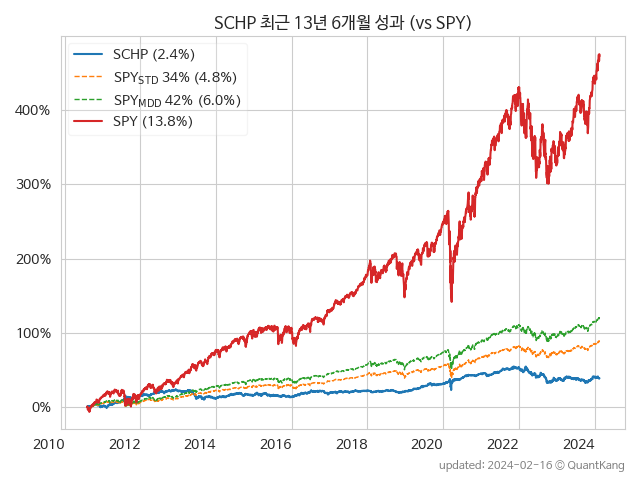 SCHP 최근 13년 6개월 성과 (vs SPY)
SCHP (2.4%)
SPY_STD 34% (4.8%)
SPY_MDD 42% (6.0%)
SPY (13.8%)
400%
300%
200%
100%
0%
2010 2012 2014 2016 2018 2020 2022 2024
updated: 2024-02-16 © QuantKang